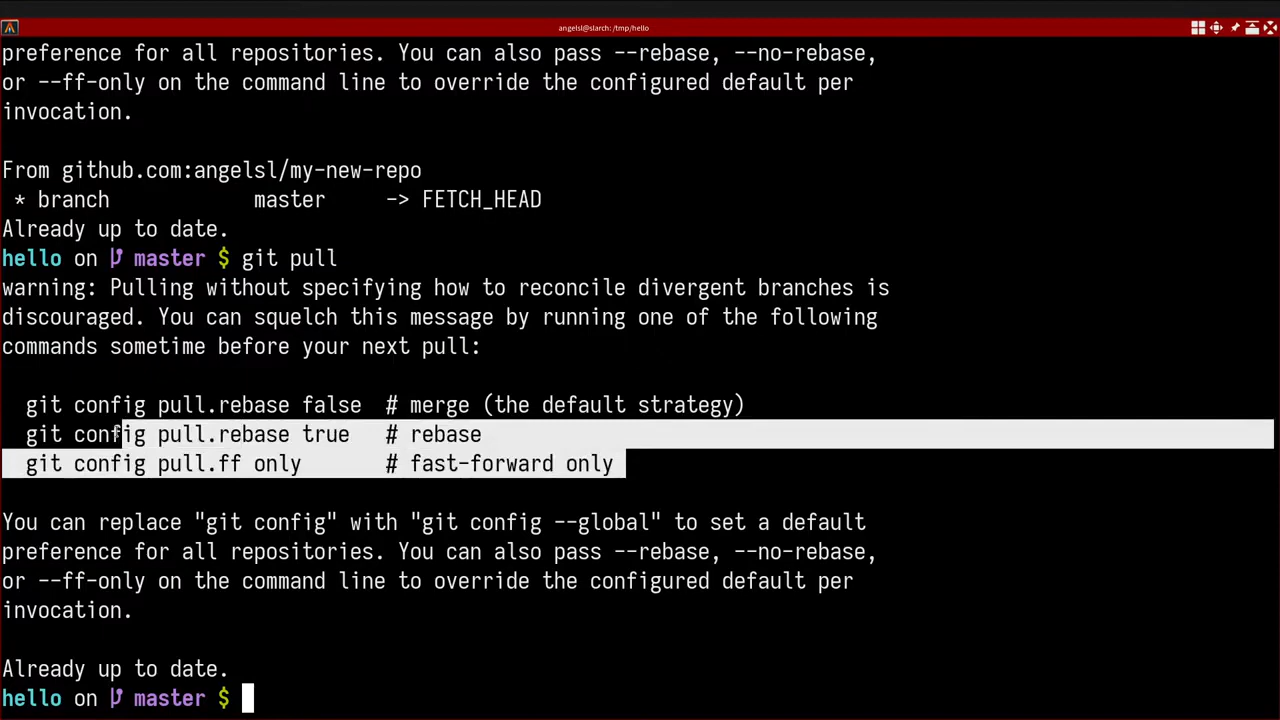 angelsl@slarch: /tmp/hello
preference for all repositories. You can also pass --rebase, --no-rebase,
or --ff-only on the command line to override the configured default per
invocation.
From github.com:angelsl/my-new-repo
 * branch            master     -> FETCH_HEAD
Already up to date.
hello on master $ git pull
warning: Pulling without specifying how to reconcile divergent branches is
discouraged. You can squelch this message by running one of the following
commands sometime before your next pull:
  git config pull.rebase false  # merge (the default strategy)
  git config pull.rebase true   # rebase
  git config pull.ff only       # fast-forward only
You can replace "git config" with "git config --global" to set a default
preference for all repositories. You can also pass --rebase, --no-rebase,
or --ff-only on the command line to override the configured default per
invocation.
Already up to date.
hello on master $